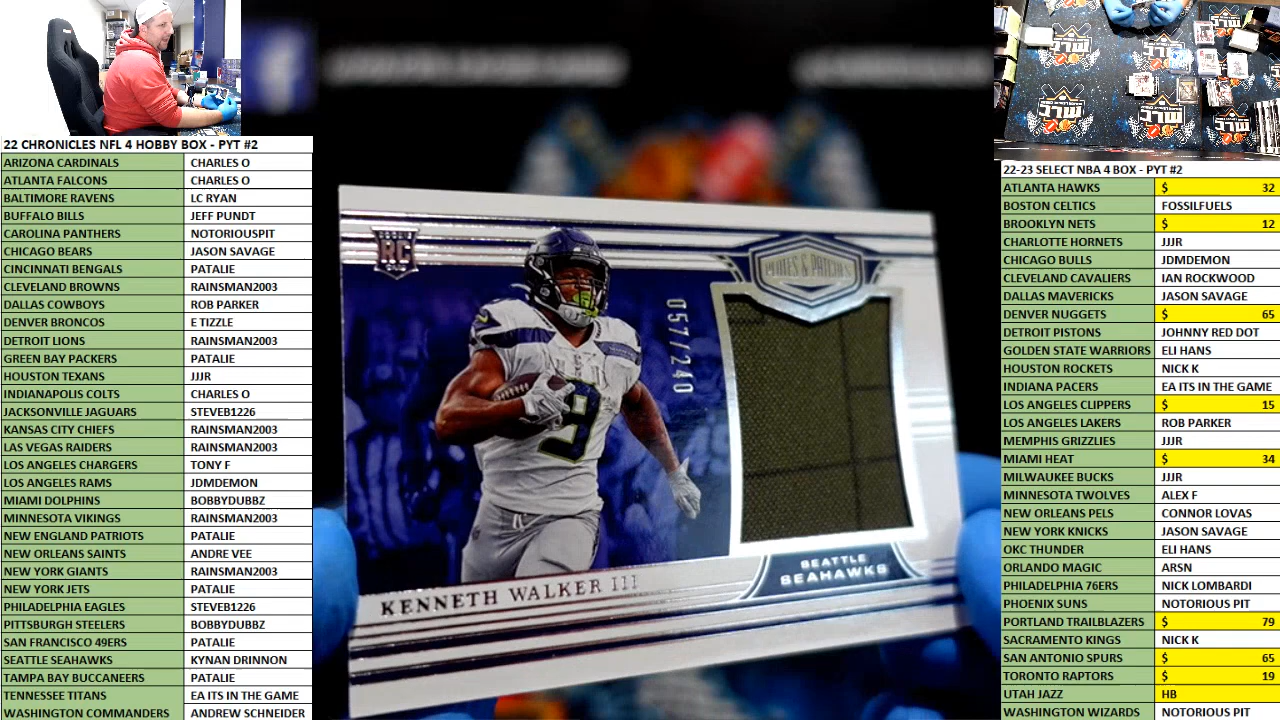 22 CHRONICLES NFL 4 HOBBY BOX - PYT #2
ARIZONA CARDINALS CHARLES O
ATLANTA FALCONS CHARLES O
BALTIMORE RAVENS LC RYAN
BUFFALO BILLS JEFF PUNDT
CAROLINA PANTHERS NOTORIOUSPIT
CHICAGO BEARS JASON SAVAGE
CINCINNATI BENGALS PATALIE
CLEVELAND BROWNS RAINSMAN2003
DALLAS COWBOYS ROB PARKER
DENVER BRONCOS E TIZZLE
DETROIT LIONS RAINSMAN2003
GREEN BAY PACKERS PATALIE
HOUSTON TEXANS JJJR
INDIANAPOLIS COLTS CHARLES O
JACKSONVILLE JAGUARS STEVEB1226
KANSAS CITY CHIEFS RAINSMAN2003
LAS VEGAS RAIDERS RAINSMAN2003
LOS ANGELES CHARGERS TONY F
LOS ANGELES RAMS JDMDEMON
MIAMI DOLPHINS BOBBYDUBBZ
MINNESOTA VIKINGS RAINSMAN2003
NEW ENGLAND PATRIOTS PATALIE
NEW ORLEANS SAINTS ANDRE VEE
NEW YORK GIANTS RAINSMAN2003
NEW YORK JETS PATALIE
PHILADELPHIA EAGLES STEVEB1226
PITTSBURGH STEELERS BOBBYDUBBZ
SAN FRANCISCO 49ERS PATALIE
SEATTLE SEAHAWKS KYNAN DRINNON
TAMPA BAY BUCCANEERS PATALIE
TENNESSEE TITANS EA ITS IN THE GAME
WASHINGTON COMMANDERS ANDREW SCHNEIDER
RC
PLATES & PATCHES
057/240
9
KENNETH WALKER III
SEATTLE
SEAHAWKS
22-23 SELECT NBA 4 BOX - PYT #2
ATLANTA HAWKS $ 32
BOSTON CELTICS FOSSILFUELS
BROOKLYN NETS $ 12
CHARLOTTE HORNETS JJJR
CHICAGO BULLS JDMDEMON
CLEVELAND CAVALIERS IAN ROCKWOOD
DALLAS MAVERICKS JASON SAVAGE
DENVER NUGGETS $ 65
DETROIT PISTONS JOHNNY RED DOT
GOLDEN STATE WARRIORS ELI HANS
HOUSTON ROCKETS NICK K
INDIANA PACERS EA ITS IN THE GAME
LOS ANGELES CLIPPERS $ 15
LOS ANGELES LAKERS ROB PARKER
MEMPHIS GRIZZLIES JJJR
MIAMI HEAT $ 34
MILWAUKEE BUCKS JJJR
MINNESOTA TWOLVES ALEX F
NEW ORLEANS PELS CONNOR LOVAS
NEW YORK KNICKS JASON SAVAGE
OKC THUNDER ELI HANS
ORLANDO MAGIC ARSN
PHILADELPHIA 76ERS NICK LOMBARDI
PHOENIX SUNS NOTORIOUS PIT
PORTLAND TRAILBLAZERS $ 79
SACRAMENTO KINGS NICK K
SAN ANTONIO SPURS $ 65
TORONTO RAPTORS $ 19
UTAH JAZZ HB
WASHINGTON WIZARDS NOTORIOUS PIT